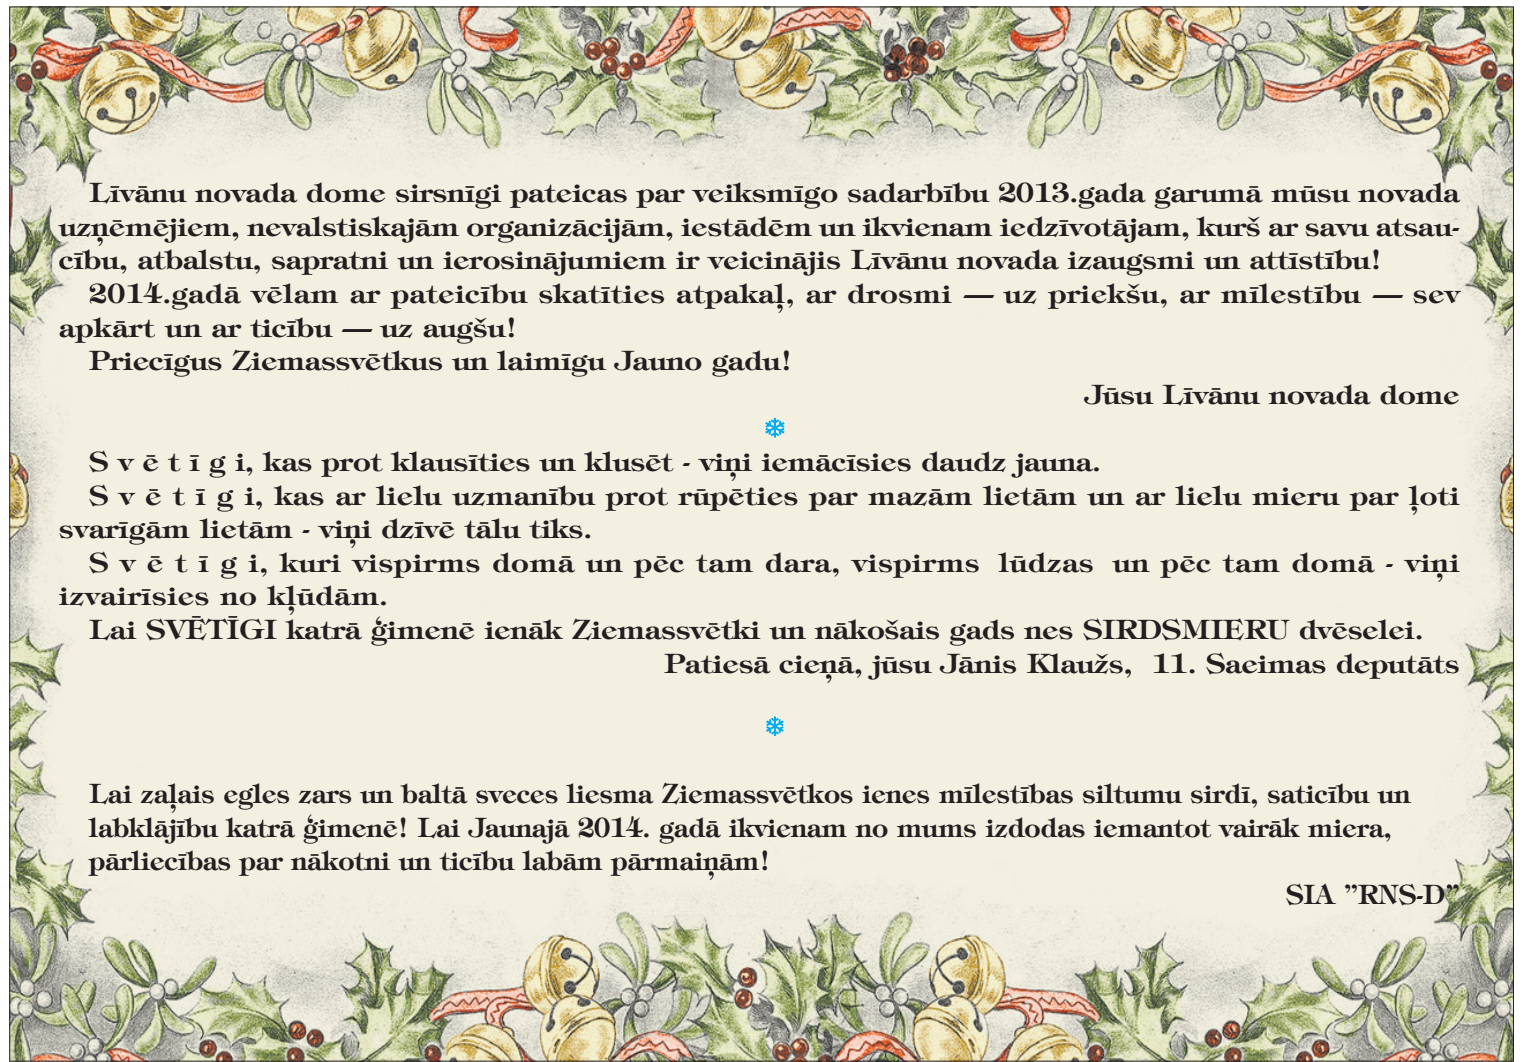 Līvānu novada dome sirsnīgi pateicas par veiksmīgo sadarbību 2013.gada garumā mūsu novada
uzņēmējiem, nevalstiskajām organizācijām, iestādēm un ikvienam iedzīvotājam, kurš ar savu atsau-
cību, atbalstu, sapratni un ierosinājumiem ir veicinājis Līvānu novada izaugsmi un attīstību!
2014.gadā vēlam ar pateicību skatīties atpakaļ, ar drosmi — uz priekšu, ar mīlestību — sev
apkārt un ar ticību — uz augšu!
Priecīgus Ziemassvētkus un laimīgu Jauno gadu!
Jūsu Līvānu novada dome
S v ē t ī g i, kas prot klausīties un klusēt - viņi iemācīsies daudz jauna.
S v ē t ī g i, kas ar lielu uzmanību prot rūpēties par mazām lietām un ar lielu mieru par ļoti
svarīgām lietām - viņi dzīvē tālu tiks.
S v ē t ī g i, kuri vispirms domā un pēc tam dara, vispirms lūdzas un pēc tam domā - viņi
izvairīsies no kļūdām.
Lai SVĒTĪGI katrā ģimenē ienāk Ziemassvētki un nākošais gads nes SIRDSMIERU dvēselei.
Patiesā cieņā, jūsu Jānis Klaužs, 11. Saeimas deputāts
Lai zaļais egles zars un baltā sveces liesma Ziemassvētkos ienes mīlestības siltumu sirdī, saticību un
labklājību katrā ģimenē! Lai Jaunajā 2014. gadā ikvienam no mums izdodas iemantot vairāk miera,
pārliecības par nākotni un ticību labām pārmaiņām!
SIA ”RNS-D”